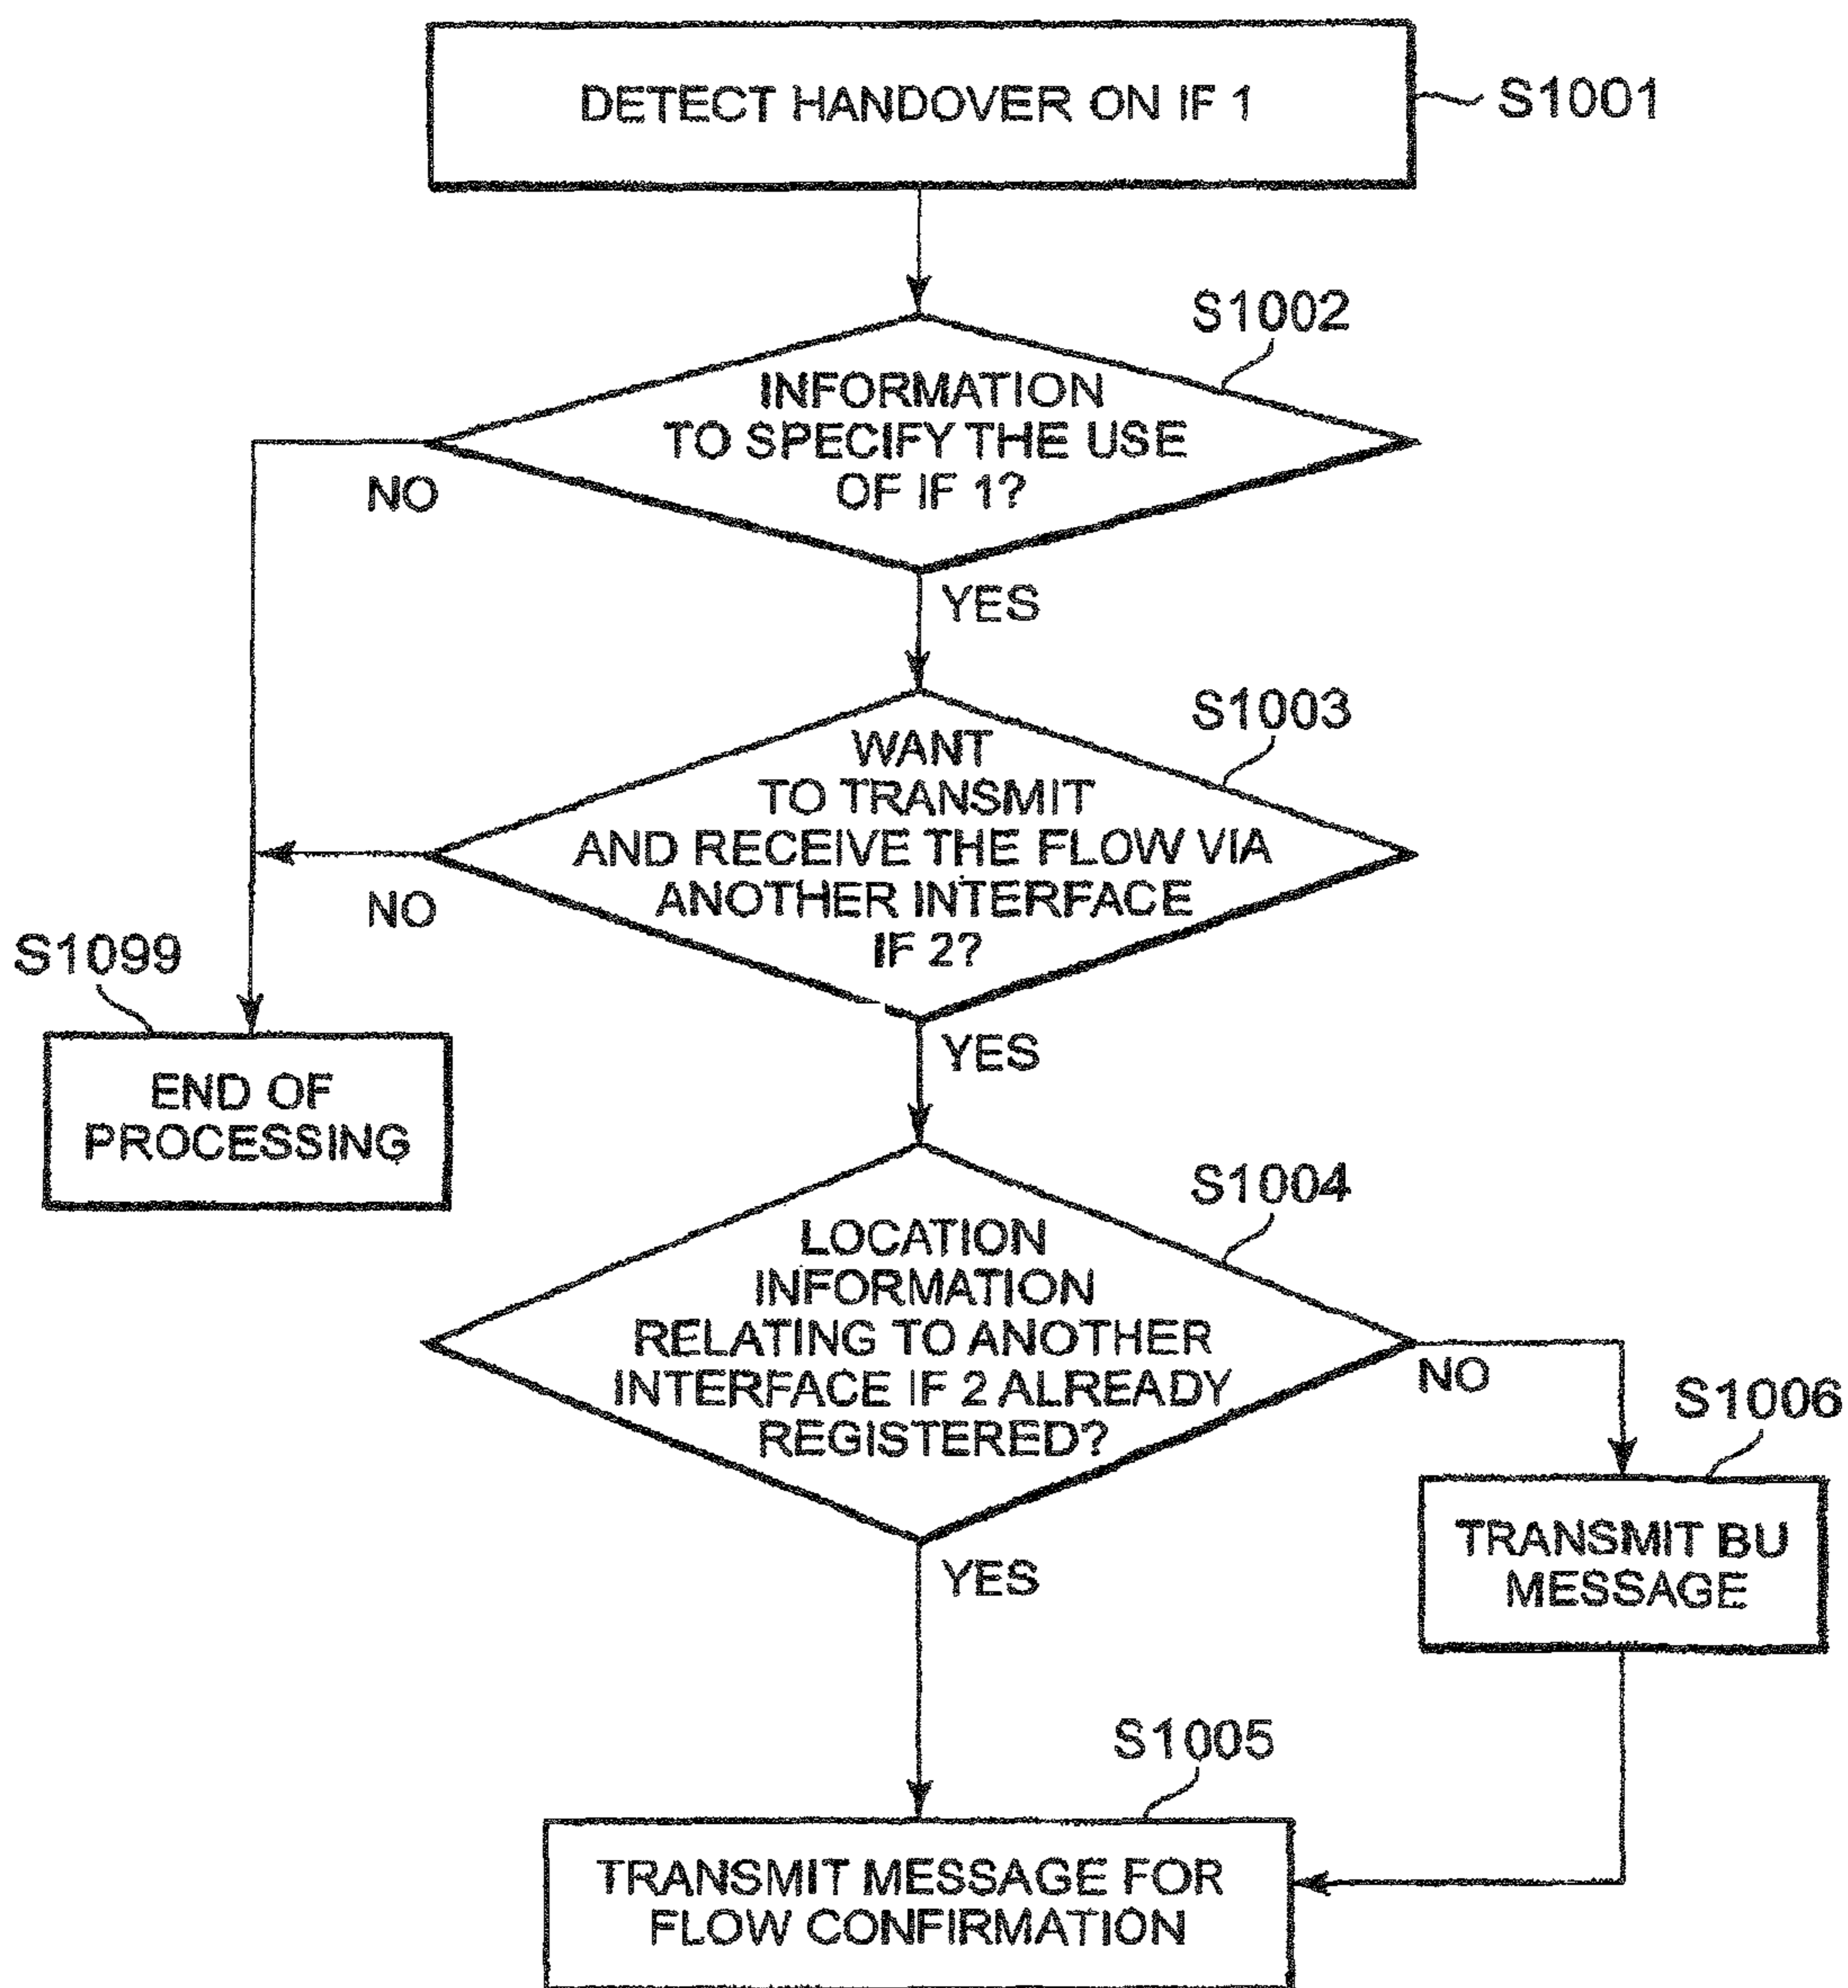 DETECT HANDOVER ON IF 1
S1001
S1002
INFORMATION
TO SPECIFY THE USE
OF IF 1?
NO
YES
S1003
WANT
TO TRANSMIT
AND RECEIVE THE FLOW VIA
ANOTHER INTERFACE
IF 2?
NO
YES
S1099
END OF
PROCESSING
S1004
LOCATION
INFORMATION
RELATING TO ANOTHER
INTERFACE IF 2 ALREADY
REGISTERED?
NO
YES
S1006
TRANSMIT BU
MESSAGE
S1005
TRANSMIT MESSAGE FOR
FLOW CONFIRMATION